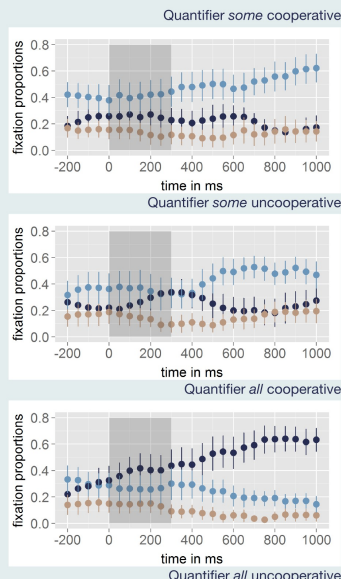 Quantifier some cooperative
fixation proportions
0.8
0.6
0.4
0.2
0.0
-200 0 200 400 600 800 1000
time in ms
Quantifier some uncooperative
fixation proportions
0.8
0.6
0.4
0.2
0.0
-200 0 200 400 600 800 1000
time in ms
Quantifier all cooperative
fixation proportions
0.8
0.6
0.4
0.2
0.0
-200 0 200 400 600 800 1000
time in ms
Quantifier all uncooperative